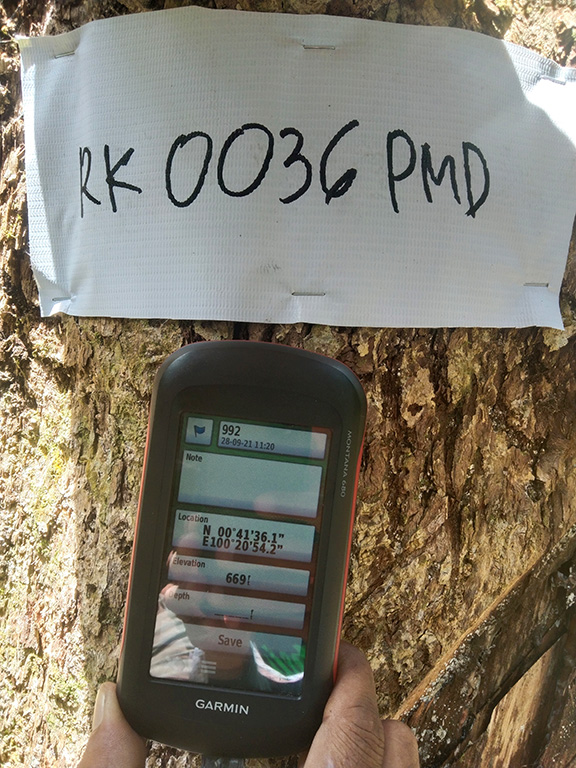 RK 0036 PMD
MONTANA 680
992
28-09-21 11:20
Note
Location
N 00°41'36.1"
E100°20'54.2"
Elevation
669
Depth
Save
GARMIN